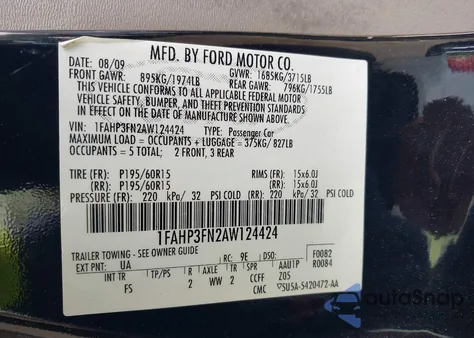 MFD. BY FORD MOTOR CO.
DATE: 08/09 GVWR: 1685KG/3715LB
FRONT GAWR: 895KG/1974LB REAR GAWR: 796KG/1755LB
THIS VEHICLE CONFORMS TO ALL APPLICABLE FEDERAL MOTOR
VEHICLE SAFETY, BUMPER, AND THEFT PREVENTION STANDARDS
IN EFFECT ON THE DATE OF MANUFACTURE SHOWN ABOVE.
VIN: 1FAHP3FN2AW124424 TYPE: Passenger Car
MAXIMUM LOAD = OCCUPANTS + LUGGAGE = 375KG/827LB
OCCUPANTS = 5 TOTAL: 2 FRONT, 3 REAR
TIRE (FR): P195/60R15 RIMS (FR): 15x6.0J
(RR): P195/60R15 (RR): 15x6.0J
PRESSURE (FR): 220 kPa/ 32 PSI COLD (RR): 220 kPa/ 32 PSI COLD
1FAHP3FN2AW124424
TRAILER TOWING - SEE OWNER GUIDE
EXT PNT: UA RC: 9E DSO: F0082
INT TR TP/PS R AXLE TR SPR AA1UP R0084
FS 2 WW 2 CCFF Z05
CMC SU5A-5420472-AA
autoSnap